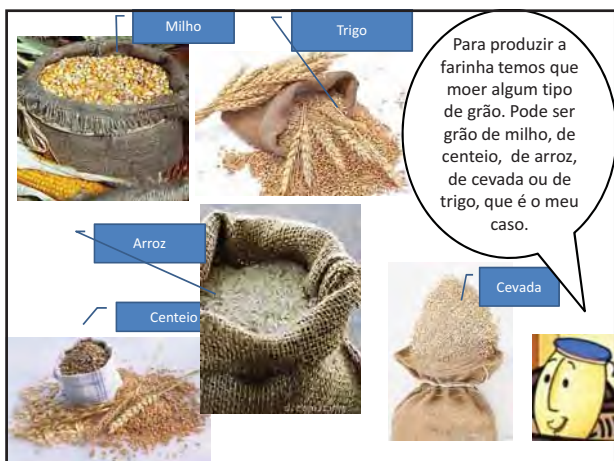 Milho
Trigo
Para produzir a
farinha temos que
moer algum tipo
de grão. Pode ser
grão de milho, de
centeio, de arroz,
de cevada ou de
trigo, que é o meu
caso.
Arroz
Cevada
Centeio